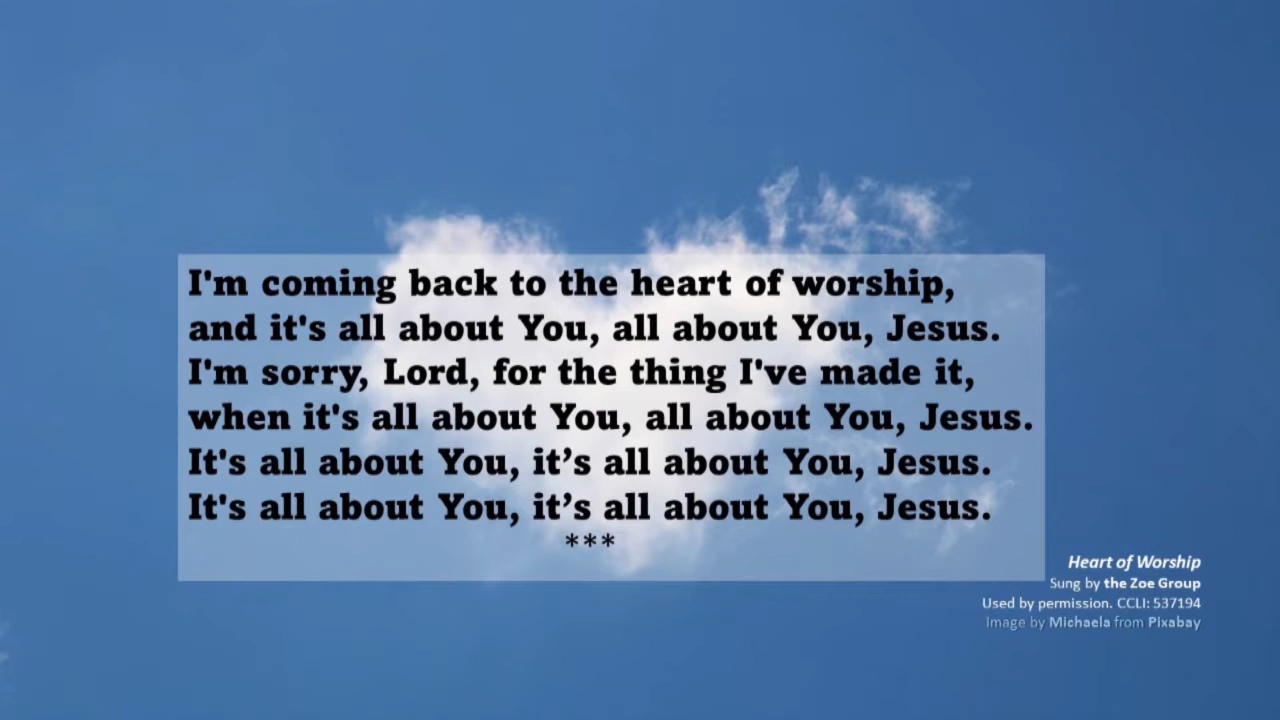 I'm coming back to the heart of worship,
and it's all about You, all about You, Jesus.
I'm sorry, Lord, for the thing I've made it,
when it's all about You, all about You, Jesus.
It's all about You, it’s all about You, Jesus.
It's all about You, it’s all about You, Jesus.
***
Heart of Worship
Sung by the Zoe Group
Used by permission. CCLI: 537194
Image by Michaela from Pixabay